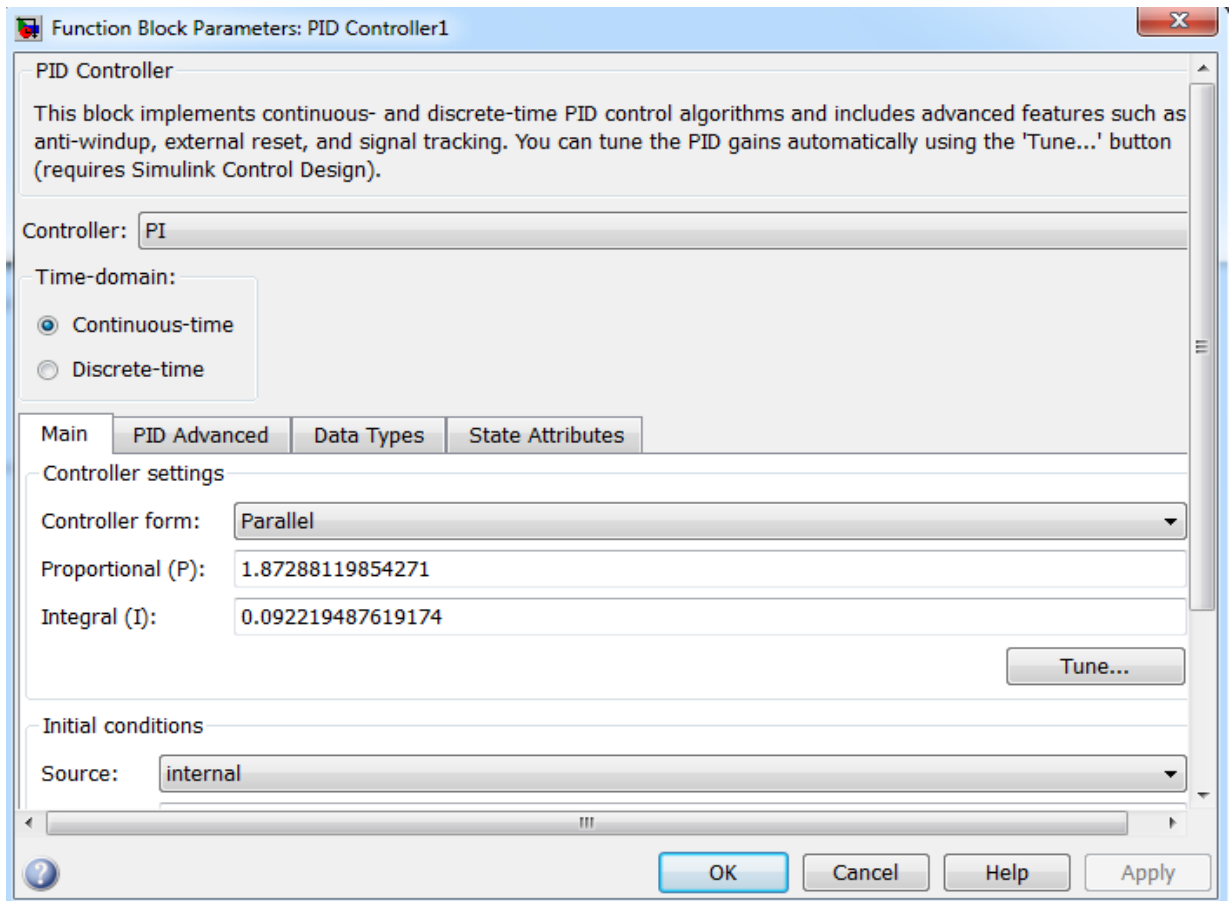 Function Block Parameters: PID Controller1
PID Controller
This block implements continuous- and discrete-time PID control algorithms and includes advanced features such as
anti-windup, external reset, and signal tracking. You can tune the PID gains automatically using the 'Tune...' button
(requires Simulink Control Design).
Controller: PI
Time-domain:
Continuous-time
Discrete-time
Main PID Advanced Data Types State Attributes
Controller settings
Controller form: Parallel
Proportional (P): 1.87288119854271
Integral (I): 0.092219487619174
Tune...
Initial conditions
Source: internal
OK Cancel Help Apply